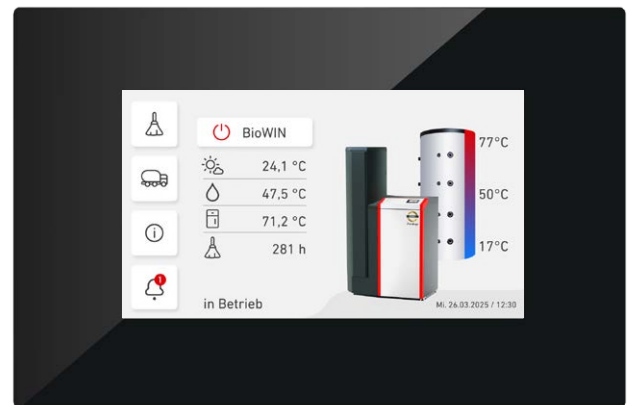 BioWIN
24,1 °C
47,5 °C
71,2 °C
281 h
in Betrieb
77°C
50°C
17°C
1
Mi. 26.03.2025 / 12:30